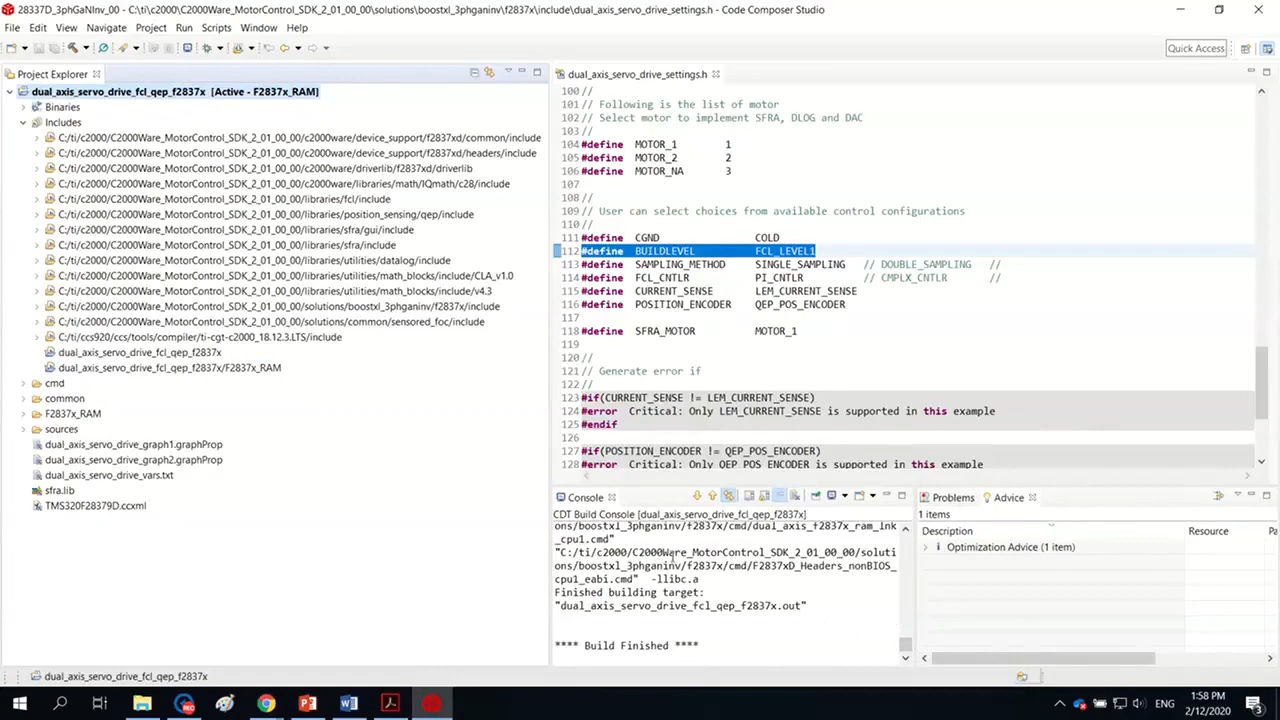 28337D_3phGaNInv_00 - C:\ti\c2000\C2000Ware_MotorControl_SDK_2_01_00_00\solutions\boostxl_3phganinv\f2837x\include\dual_axis_servo_drive_settings.h - Code Composer Studio
File Edit View Navigate Project Run Scripts Window Help
Quick Access
Project Explorer
dual_axis_servo_drive_fcl_qep_f2837x [Active - F2837x_RAM]
Binaries
Includes
C:/ti/c2000/C2000Ware_MotorControl_SDK_2_01_00_00/c2000ware/device_support/f2837xd/common/include
C:/ti/c2000/C2000Ware_MotorControl_SDK_2_01_00_00/c2000ware/device_support/f2837xd/headers/include
C:/ti/c2000/C2000Ware_MotorControl_SDK_2_01_00_00/c2000ware/driverlib/f2837xd/driverlib
C:/ti/c2000/C2000Ware_MotorControl_SDK_2_01_00_00/c2000ware/libraries/math/IQmath/c28/include
C:/ti/c2000/C2000Ware_MotorControl_SDK_2_01_00_00/libraries/fcl/include
C:/ti/c2000/C2000Ware_MotorControl_SDK_2_01_00_00/libraries/position_sensing/qep/include
C:/ti/c2000/C2000Ware_MotorControl_SDK_2_01_00_00/libraries/sfra/gui/include
C:/ti/c2000/C2000Ware_MotorControl_SDK_2_01_00_00/libraries/sfra/include
C:/ti/c2000/C2000Ware_MotorControl_SDK_2_01_00_00/libraries/utilities/datalog/include
C:/ti/c2000/C2000Ware_MotorControl_SDK_2_01_00_00/libraries/utilities/math_blocks/include/CLA_v1.0
C:/ti/c2000/C2000Ware_MotorControl_SDK_2_01_00_00/libraries/utilities/math_blocks/include/v4.3
C:/ti/c2000/C2000Ware_MotorControl_SDK_2_01_00_00/solutions/boostxl_3phganinv/f2837x/include
C:/ti/c2000/C2000Ware_MotorControl_SDK_2_01_00_00/solutions/common/sensored_foc/include
C:/ti/ccs920/ccs/tools/compiler/ti-cgt-c2000_18.12.3.LTS/include
dual_axis_servo_drive_fcl_qep_f2837x
dual_axis_servo_drive_fcl_qep_f2837x/F2837x_RAM
cmd
common
F2837x_RAM
sources
dual_axis_servo_drive_graph1.graphProp
dual_axis_servo_drive_graph2.graphProp
dual_axis_servo_drive_vars.txt
sfra.lib
TMS320F28379D.ccxml
dual_axis_servo_drive_settings.h
100 //
101 // Following is the list of motor
102 // Select motor to implement SFRA, DLOG and DAC
103 //
104 #define MOTOR_1 1
105 #define MOTOR_2 2
106 #define MOTOR_NA 3
107
108 //
109 // User can select choices from available control configurations
110 //
111 #define CGND COLD
112 #define BUILDLEVEL FCL_LEVEL1
113 #define SAMPLING_METHOD SINGLE_SAMPLING // DOUBLE_SAMPLING //
114 #define FCL_CNTLR PI_CNTLR // CMPLX_CNTLR //
115 #define CURRENT_SENSE LEM_CURRENT_SENSE
116 #define POSITION_ENCODER QEP_POS_ENCODER
117
118 #define SFRA_MOTOR MOTOR_1
119
120 //
121 // Generate error if
122 //
123 #if(CURRENT_SENSE != LEM_CURRENT_SENSE)
124 #error Critical: Only LEM_CURRENT_SENSE is supported in this example
125 #endif
126
127 #if(POSITION_ENCODER != QEP_POS_ENCODER)
128 #error Critical: Only QEP_POS_ENCODER is supported in this example
Console
CDT Build Console [dual_axis_servo_drive_fcl_qep_f2837x]
ons/boostxl_3phganinv/f2837x/cmd/dual_axis_f2837x_ram_lnk
_cpu1.cmd"
"C:/ti/c2000/C2000Ware_MotorControl_SDK_2_01_00_00/soluti
ons/boostxl_3phganinv/f2837x/cmd/F2837xD_Headers_nonBIOS_
cpu1_eabi.cmd" -llibc.a
Finished building target:
"dual_axis_servo_drive_fcl_qep_f2837x.out"
**** Build Finished ****
Problems Advice
1 items
Description Resource Pa
Optimization Advice (1 item)
dual_axis_servo_drive_fcl_qep_f2837x
ENG
1:58 PM
2/12/2020
3